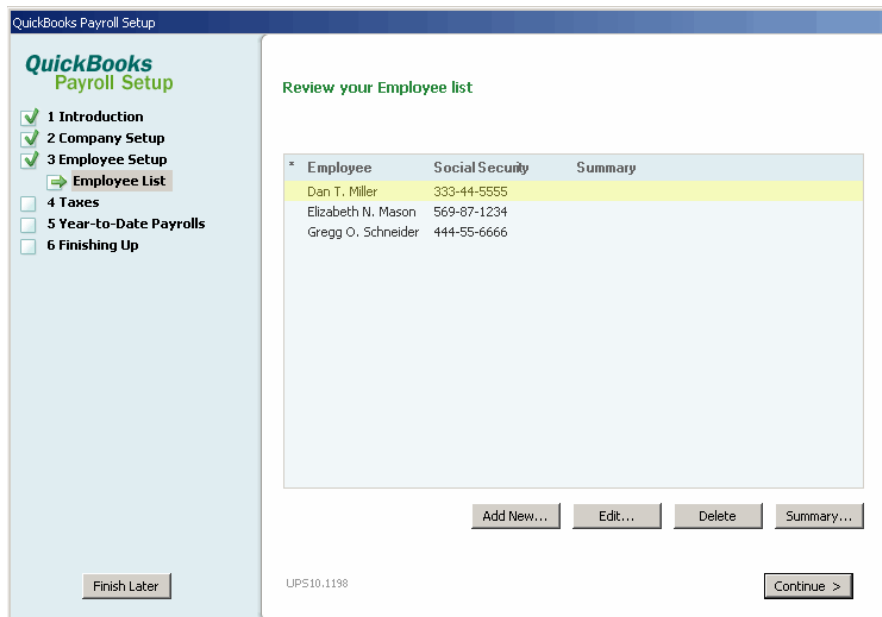 QuickBooks Payroll Setup
QuickBooks
Payroll Setup
1 Introduction
2 Company Setup
3 Employee Setup
Employee List
4 Taxes
5 Year-to-Date Payrolls
6 Finishing Up
Finish Later
Review your Employee list
* Employee Social Security Summary
Dan T. Miller 333-44-5555
Elizabeth N. Mason 569-87-1234
Gregg O. Schneider 444-55-6666
Add New... Edit... Delete Summary...
UPS10.1198
Continue >